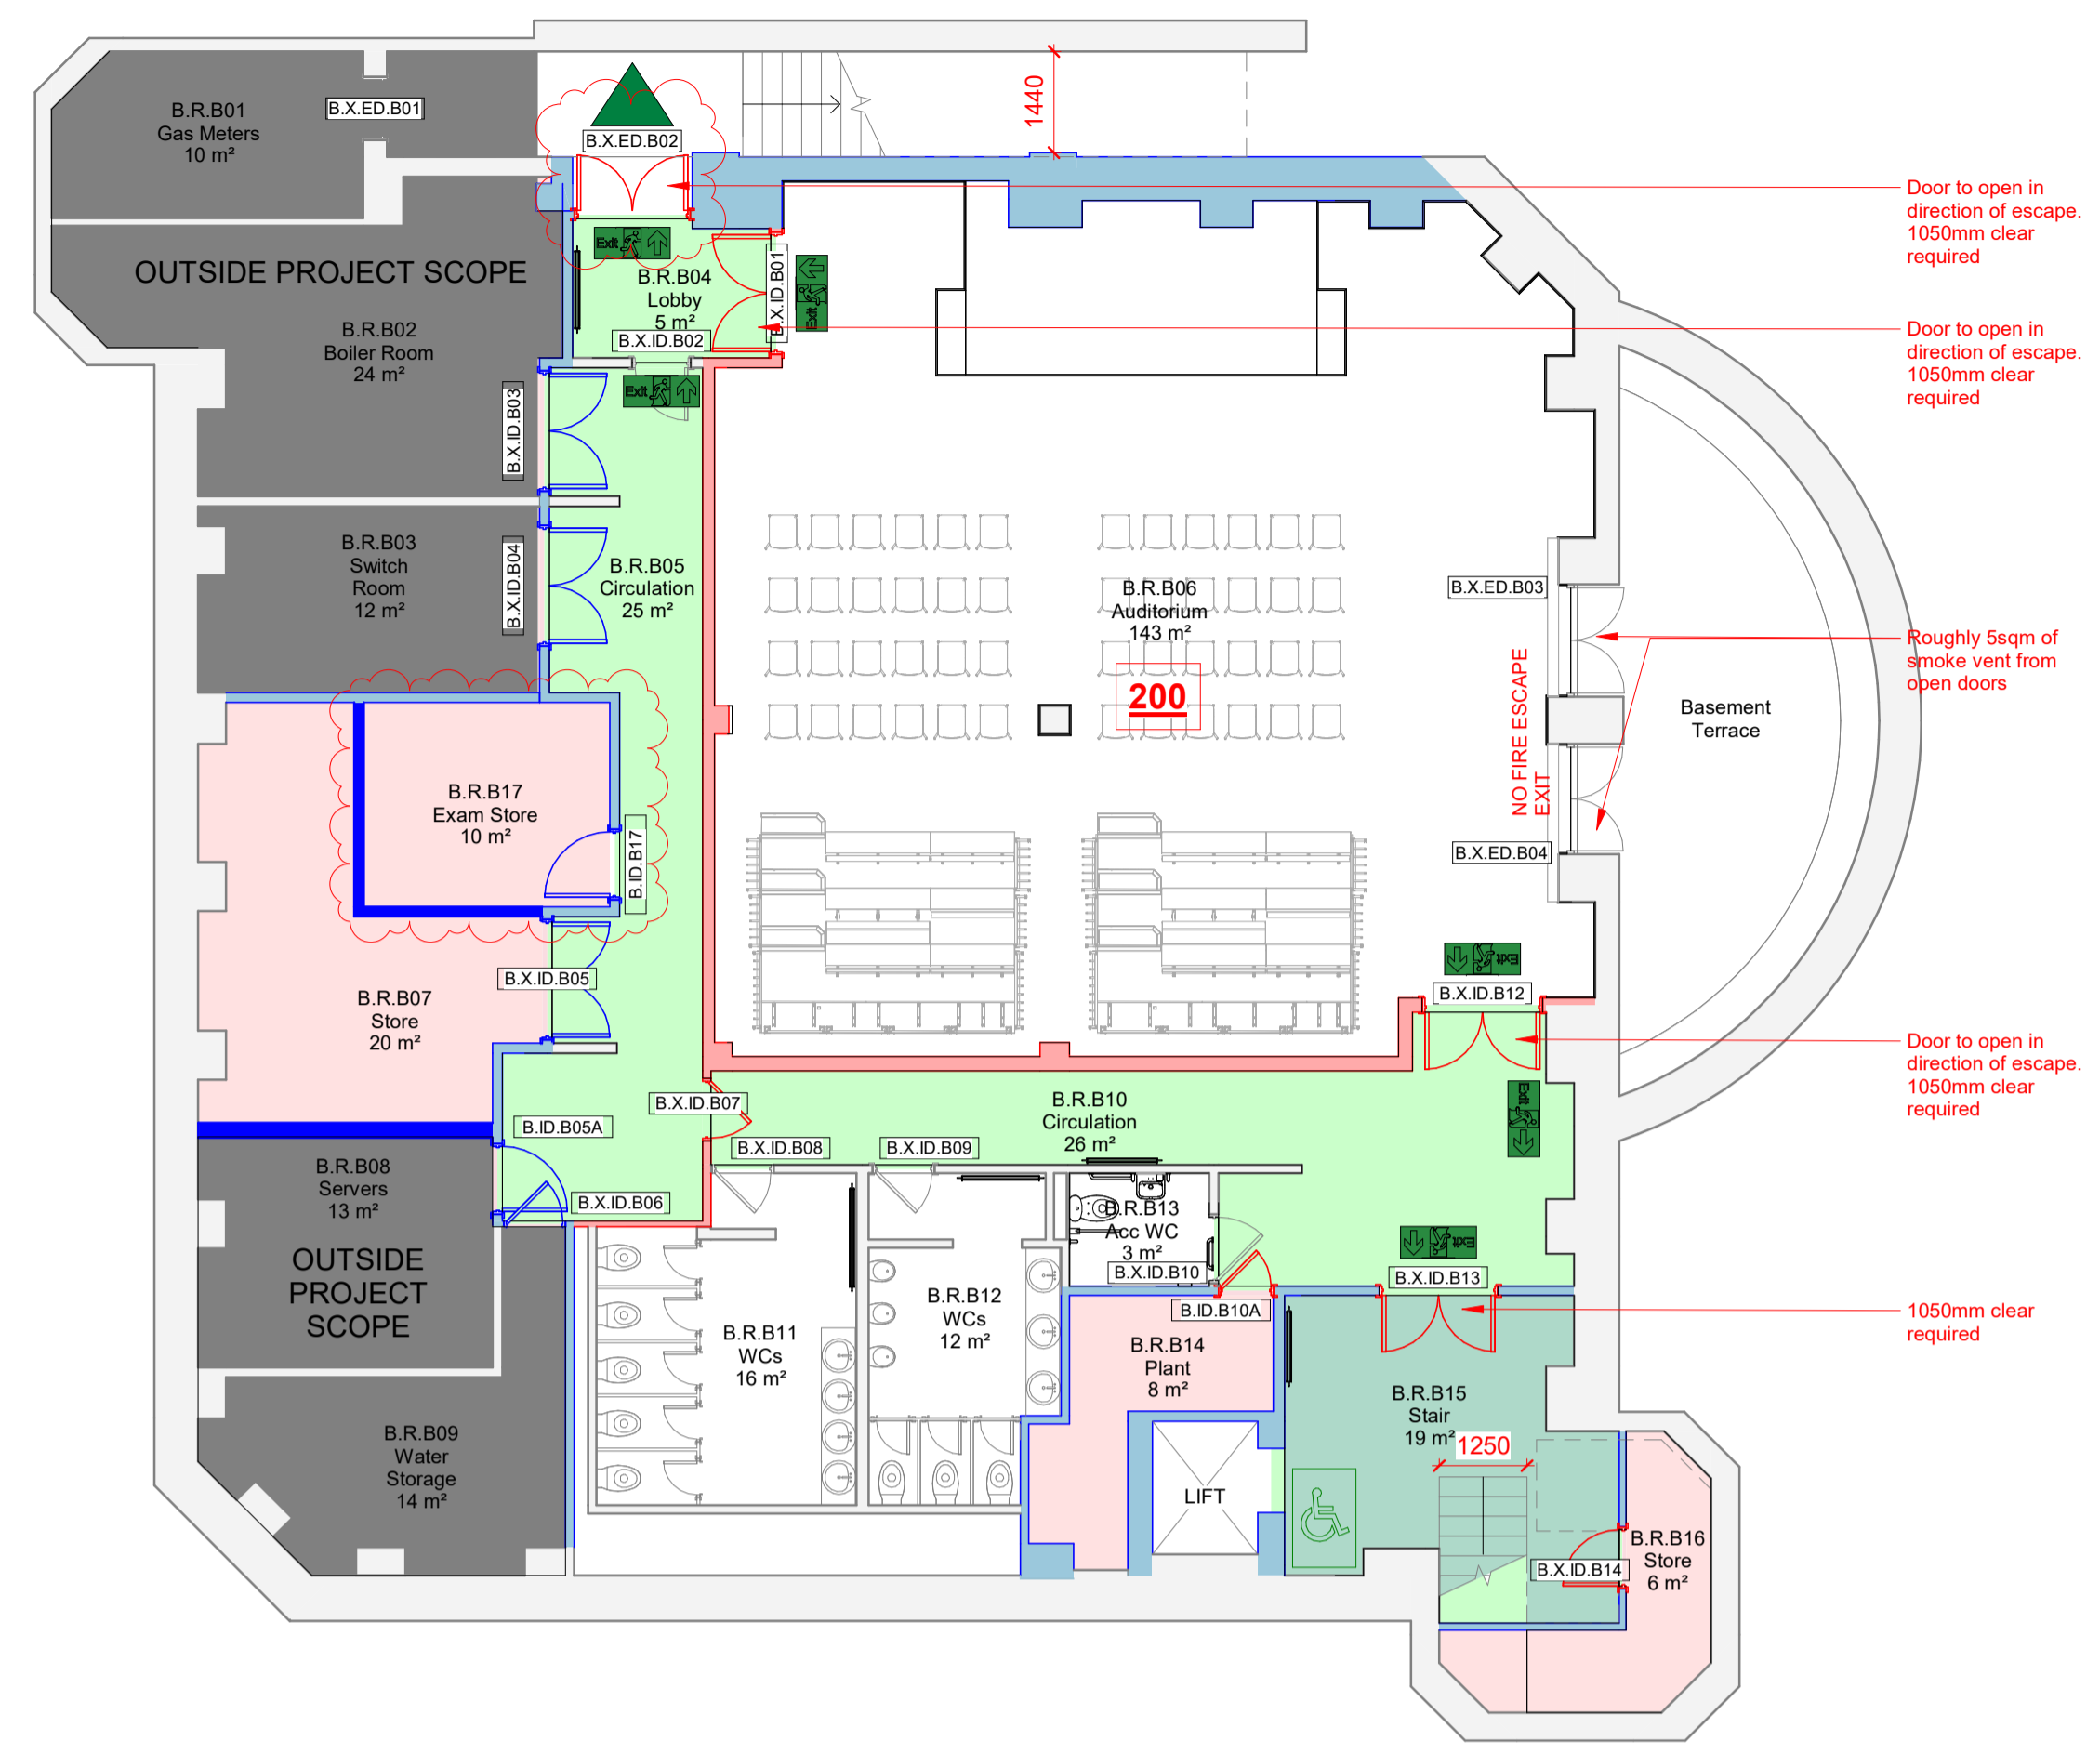 B.R.B01
Gas Meters
10 m²
B.X.ED.B01
B.X.ED.B02
1440
Door to open in
direction of escape.
1050mm clear
required
OUTSIDE PROJECT SCOPE
Exit
B.R.B04
Lobby
5 m²
B.X.ID.B01
Exit
B.X.ID.B02
Door to open in
direction of escape.
1050mm clear
required
B.R.B02
Boiler Room
24 m²
Exit
B.X.ID.B03
B.R.B03
Switch
Room
12 m²
B.X.ID.B04
B.R.B05
Circulation
25 m²
B.R.B06
Auditorium
143 m²
200
B.X.ED.B03
NO FIRE ESCAPE
EXIT
Roughly 5sqm of
smoke vent from
open doors
Basement
Terrace
B.X.ED.B04
B.R.B17
Exam Store
10 m²
B.ID.B17
B.X.ID.B05
B.R.B07
Store
20 m²
Exit
B.X.ID.B12
Door to open in
direction of escape.
1050mm clear
required
B.X.ID.B07
B.ID.B05A
B.R.B10
Circulation
26 m²
Exit
B.X.ID.B08
B.X.ID.B09
B.R.B08
Servers
13 m²
B.X.ID.B06
B.R.B13
Acc WC
3 m²
B.X.ID.B10
Exit
B.X.ID.B13
OUTSIDE
PROJECT
SCOPE
B.R.B11
WCs
16 m²
B.R.B12
WCs
12 m²
B.ID.B10A
1050mm clear
required
B.R.B14
Plant
8 m²
B.R.B15
Stair
19 m²
1250
B.R.B09
Water
Storage
14 m²
LIFT
B.X.ID.B14
B.R.B16
Store
6 m²